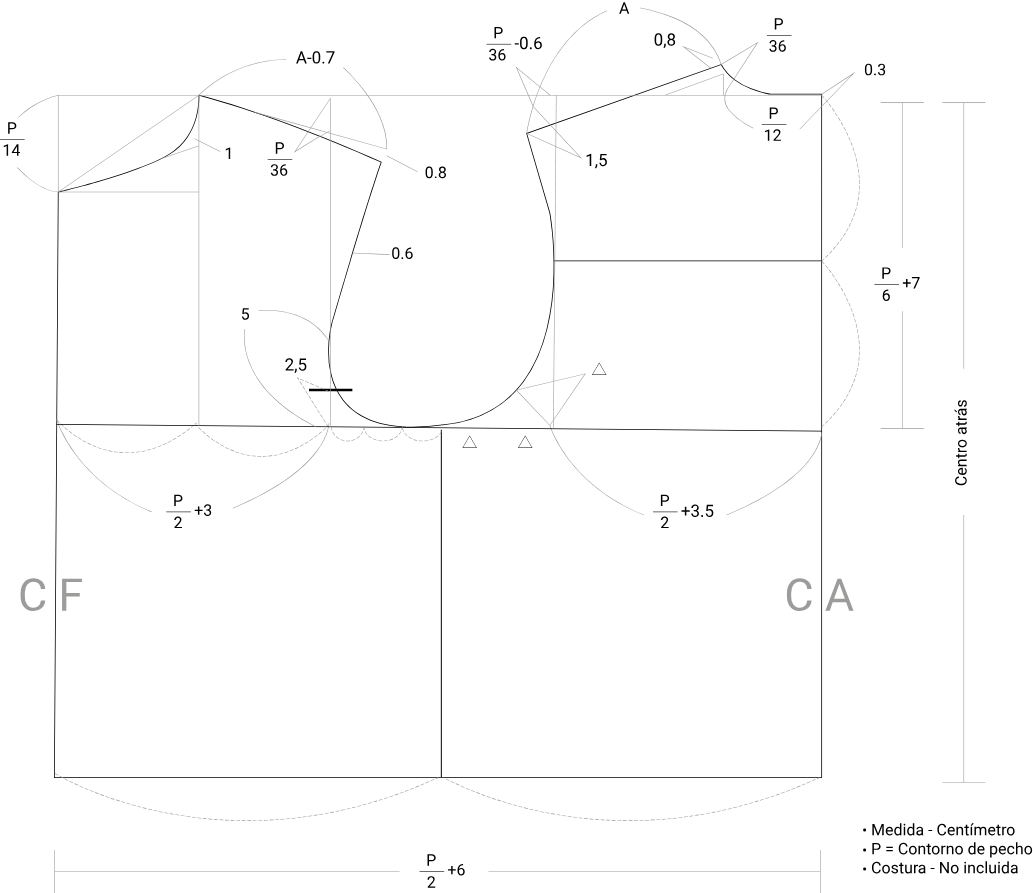 A
P
36
-0.6
0,8
P
36
A-0.7
0.3
P
14
P
12
1
P
36
0.8
1,5
0.6
P
6
+7
5
2,5
△
△ △
Centro atrás
P
2
+3
P
2
+3.5
C F
C A
P
2
+6
• Medida - Centímetro
• P = Contorno de pecho
• Costura - No incluida